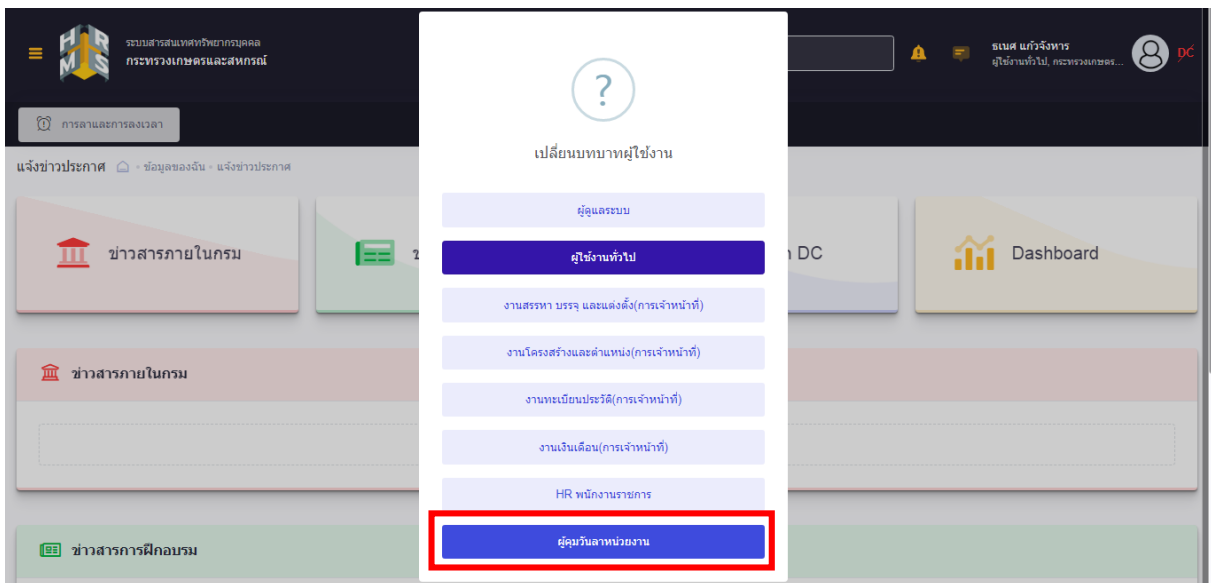 HR
MS
ระบบสารสนเทศทรัพยากรบุคคล
กระทรวงเกษตรและสหกรณ์
ธเนศ แก้วจังหาร
ผู้ใช้งานทั่วไป, กระทรวงเกษตร...
DC
การลาและการลงเวลา
แจ้งข่าวประกาศ
ข้อมูลของฉัน - แจ้งข่าวประกาศ
?
เปลี่ยนบทบาทผู้ใช้งาน
ผู้ดูแลระบบ
ผู้ใช้งานทั่วไป
งานสรรหา บรรจุ และแต่งตั้ง(การเจ้าหน้าที่)
งานโครงสร้างและตำแหน่ง(การเจ้าหน้าที่)
งานทะเบียนประวัติ(การเจ้าหน้าที่)
งานเงินเดือน(การเจ้าหน้าที่)
HR พนักงานราชการ
ผู้คุมวันลาหน่วยงาน
ข่าวสารภายในกรม
DC
Dashboard
ข่าวสารภายในกรม
ข่าวสารการฝึกอบรม